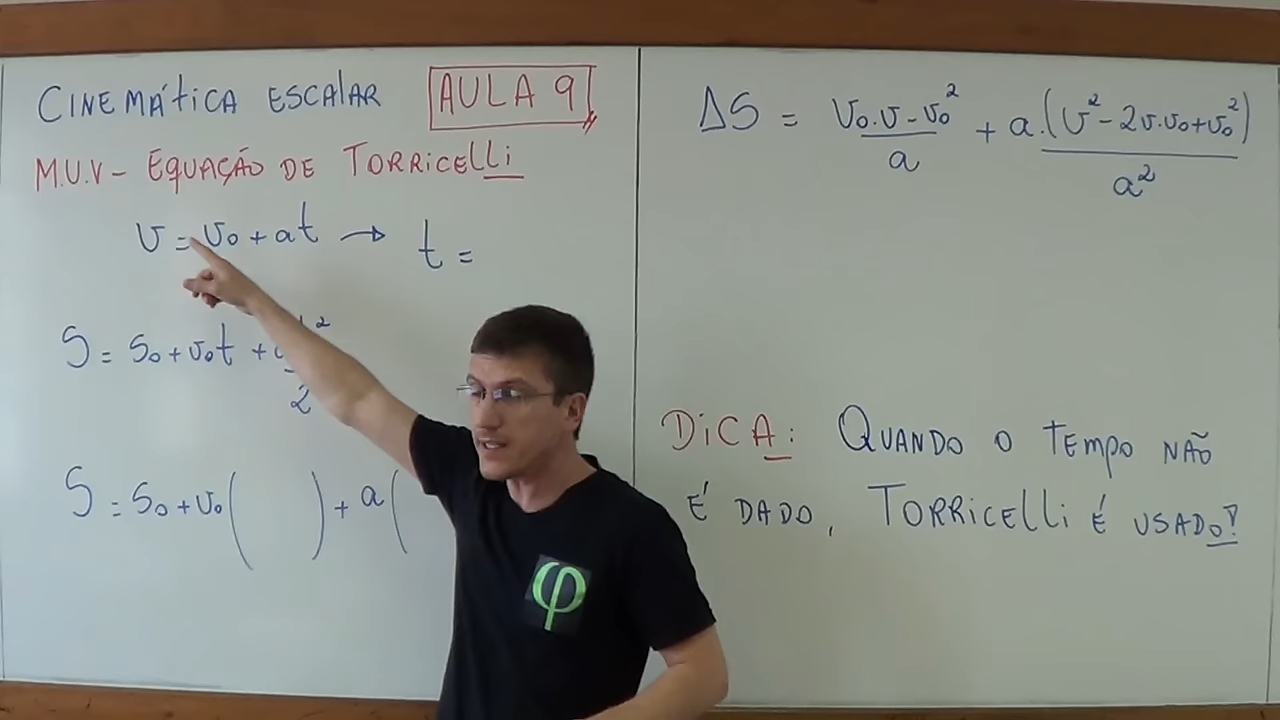 CINEMÁTICA ESCALAR AULA 9
M.U.V - EQUAÇÃO DE TORRICELLI
v = v₀ + at → t =
S = S₀ + v₀t + t²
2
S = S₀ + v₀( ) + a(
ΔS = v₀.v - v₀² / a + a.(v² - 2v.v₀ + v₀²) / a²
DICA: QUANDO O TEMPO NÃO
É DADO, TORRICELLI É USADO!
φ